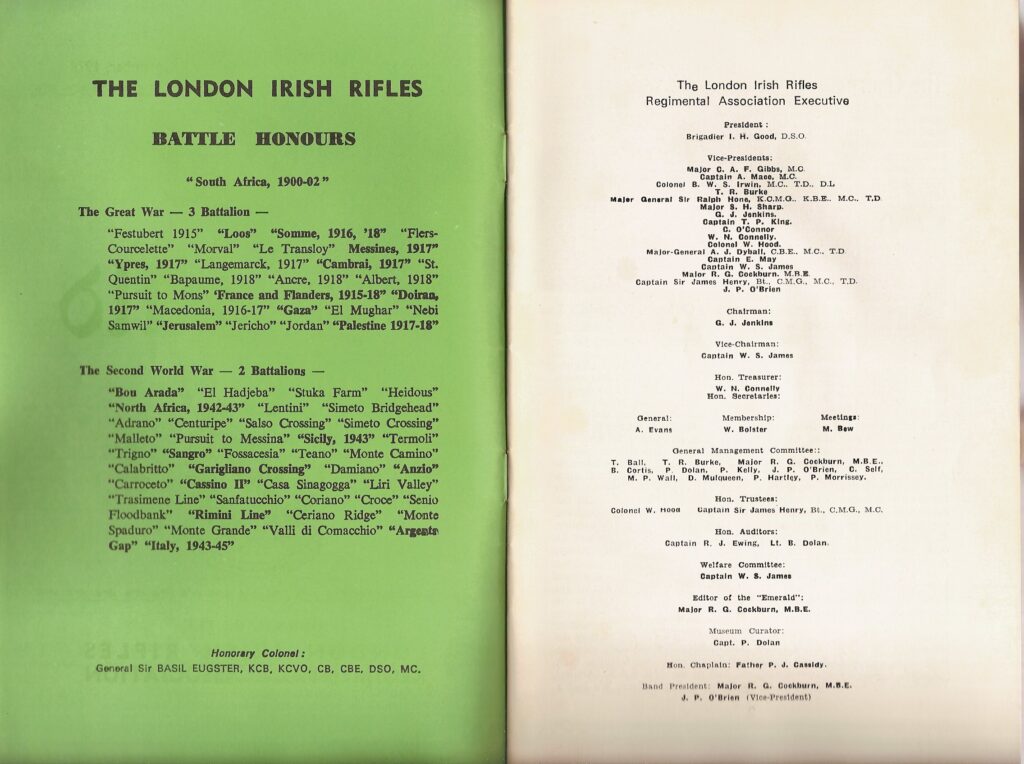 THE LONDON IRISH RIFLES
BATTLE HONOURS
"South Africa, 1900-02"
The Great War — 3 Battalion —
"Festubert 1915" "Loos" "Somme, 1916, '18" "Flers-
Courcelette" "Morval" "Le Transloy" Messines, 1917"
"Ypres, 1917" "Langemarck, 1917" "Cambrai, 1917" "St.
Quentin" "Bapaume, 1918" "Ancre, 1918" "Albert, 1918"
"Pursuit to Mons" 'France and Flanders, 1915-18" "Doiran,
1917" "Macedonia, 1916-17" "Gaza" "El Mughar" "Nebi
Samwil" "Jerusalem" "Jericho" "Jordan" "Palestine 1917-18"
The Second World War — 2 Battalions —
"Bou Arada" "El Hadjeba" "Stuka Farm" "Heidous"
"North Africa, 1942-43" "Lentini" "Simeto Bridgehead"
"Adrano" "Centuripe" "Salso Crossing" "Simeto Crossing"
"Malleto" "Pursuit to Messina" "Sicily, 1943" "Termoli"
"Trigno" "Sangro" "Fossacesia" "Teano" "Monte Camino"
"Calabritto" "Garigliano Crossing" "Damiano" "Anzio"
"Carroceto" "Cassino II" "Casa Sinagogga" "Liri Valley"
"Trasimene Line" "Sanfatucchio" "Coriano" "Croce" "Senio
Floodbank" "Rimini Line" "Ceriano Ridge" "Monte
Spaduro" "Monte Grande" "Valli di Comacchio" "Argenta
Gap" "Italy, 1943-45"
Honorary Colonel:
General Sir BASIL EUGSTER, KCB, KCVO, CB, CBE, DSO, MC.
The London Irish Rifles
Regimental Association Executive
President :
Brigadier I. H. Good, D.S.O.
Vice-Presidents:
Major C. A. F. Gibbs, M.C.
Captain A. Mace, M.C.
Colonel B. W. S. Irwin, M.C., T.D., D.L
T. R. Burke
Major General Sir Ralph Hone, K.C.M.G., K.B.E., M.C., T.D
Major S. H. Sharp.
G. J. Jenkins.
Captain T. P. King.
C. O'Connor
W. N. Connelly.
Colonel W. Hood.
Major-General A. J. Dyball, C.B.E., M.C., T.D
Captain E. May
Captain W. S. James
Major R. G. Cockburn. M.B.E.
Captain Sir James Henry, Bt., C.M.G., M.C., T.D.
J. P. O'Brien
Chairman:
G. J. Jenkins
Vice-Chairman:
Captain W. S. James
Hon. Treasurer:
W. N. Connelly
Hon. Secretaries:
General: Membership: Meetings:
A. Evans W. Bolster M. Bew
General Management Committee::
T. Ball, T. R. Burke, Major R. G. Cockburn, M.B.E.,
B. Cortis, P. Dolan, P. Kelly, J. P. O'Brien, C. Self,
M. P. Wall, D. Mulqueen, P. Hartley, P. Morrissey.
Hon. Trustees:
Colonel W. Hood Captain Sir James Henry, Bt., C.M.G., M.C.
Hon. Auditors:
Captain R. J. Ewing, Lt. B. Dolan.
Welfare Committee:
Captain W. S. James
Editor of the "Emerald":
Major R. G. Cockburn, M.B.E.
Museum Curator:
Capt. P. Dolan
Hon. Chaplain: Father P. J. Cassidy.
Band President: Major R. G. Cockburn, M.B.E.
J. P. O'Brien (Vice-President)